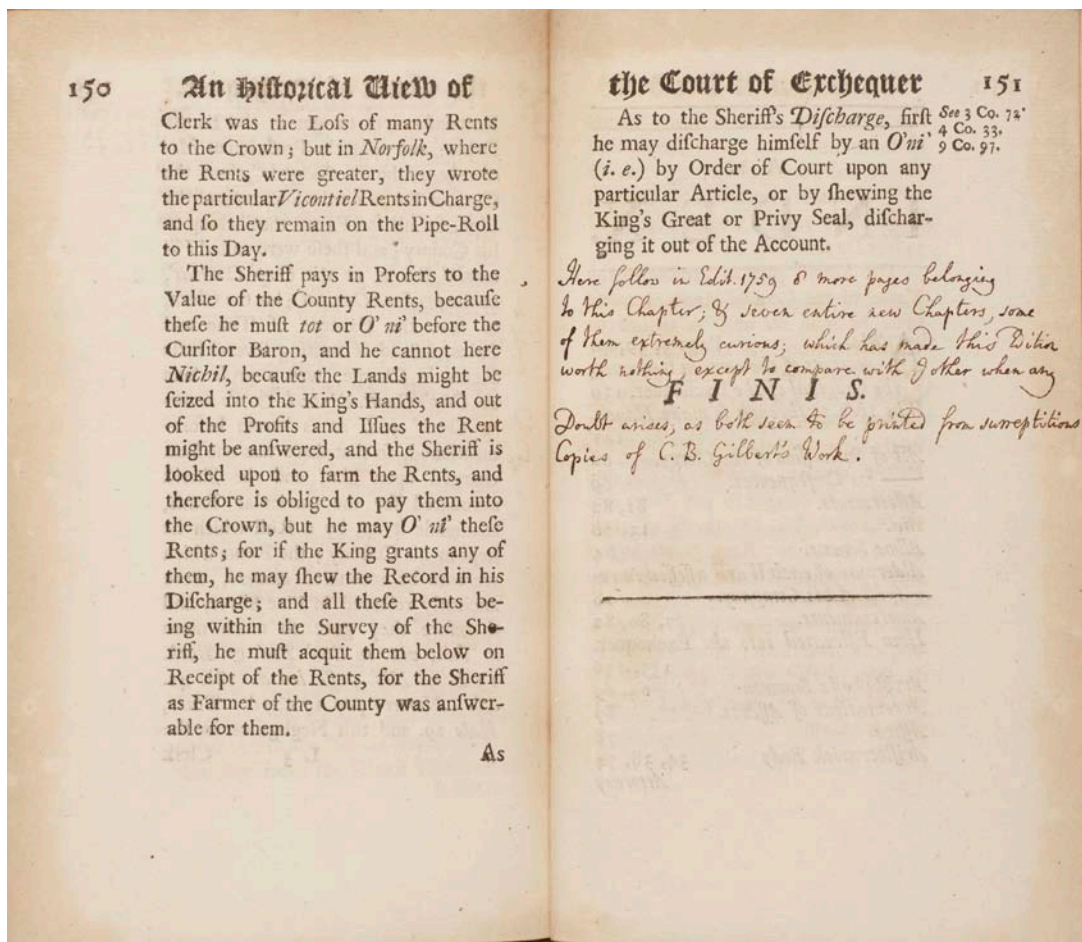 150 An Hiſtorical View of
Clerk was the Loſs of many Rents
to the Crown; but in Norfolk, where
the Rents were greater, they wrote
the particular Vicontiel Rents in Charge,
and ſo they remain on the Pipe-Roll
to this Day.
The Sheriff pays in Profers to the
Value of the County Rents, becauſe
theſe he muſt tot or O' ni' before the
Curſitor Baron, and he cannot here
Nichil, becauſe the Lands might be
ſeized into the King's Hands, and out
of the Profits and Iſſues the Rent
might be anſwered, and the Sheriff is
looked upon to farm the Rents, and
therefore is obliged to pay them into
the Crown, but he may O' ni' theſe
Rents; for if the King grants any of
them, he may ſhew the Record in his
Diſcharge; and all theſe Rents be-
ing within the Survey of the She-
riff, he muſt acquit them below on
Receipt of the Rents, for the Sheriff
as Farmer of the County was anſwer-
able for them.
As
the Court of Exchequer 151
As to the Sheriff's Diſcharge, firſt
he may diſcharge himſelf by an O'ni'
(i. e.) by Order of Court upon any
particular Article, or by ſhewing the
King's Great or Privy Seal, diſchar-
ging it out of the Account.
See 3 Co. 72.
4 Co. 33.
9 Co. 97.
Here follow in Edit. 1759 8 more pages belonging
to this Chapter; & seven entire new Chapters, some
of them extremely curious; which has made this Edition
worth nothing, except to compare with ye other when any
FINIS.
Doubt arises, as both seem to be printed from surreptitious
Copies of C. B. Gilbert's Work.